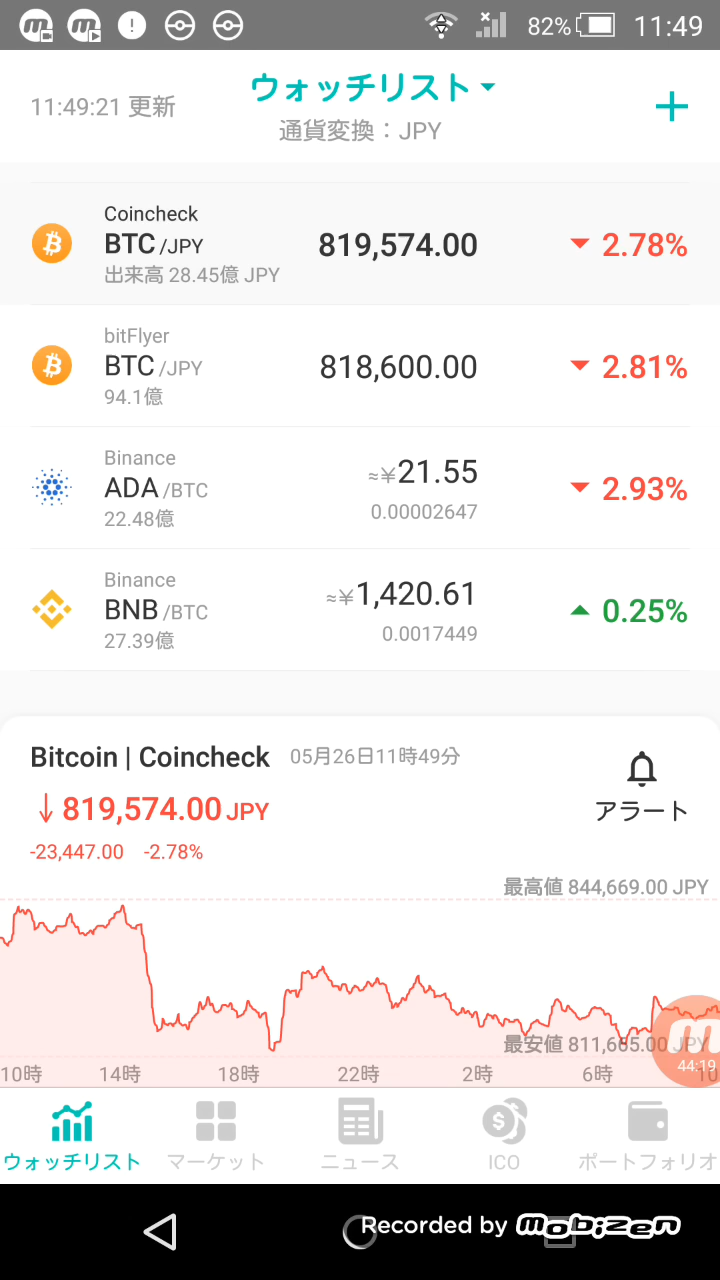 82% 11:49
11:49:21 更新
ウォッチリスト
通貨変換：JPY
Coincheck
BTC /JPY 819,574.00 2.78%
出来高 28.45億 JPY
bitFlyer
BTC /JPY 818,600.00 2.81%
94.1億
Binance
ADA /BTC ≈¥21.55 2.93%
22.48億 0.00002647
Binance
BNB /BTC ≈¥1,420.61 0.25%
27.39億 0.0017449
Bitcoin | Coincheck 05月26日11時49分
↓819,574.00 JPY
アラート
-23,447.00 -2.78%
最高値 844,669.00 JPY
最安値 811,665.00 JPY
44:19
10時 14時 18時 22時 2時 6時 10
ウォッチリスト マーケット ニュース ICO ポートフォリオ
Recorded by mobizen